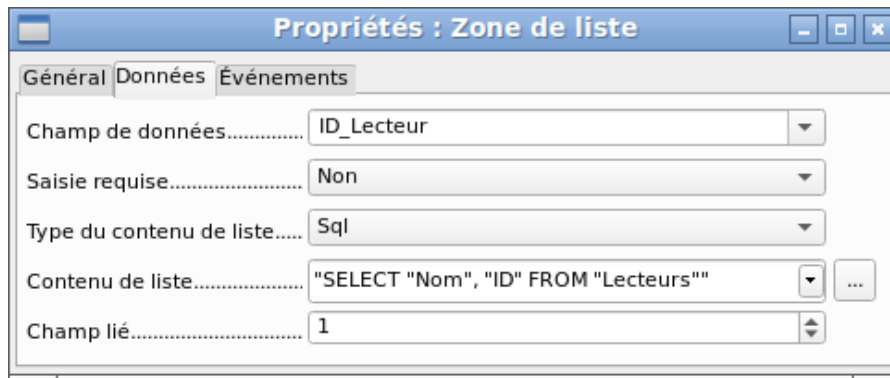 Propriétés : Zone de liste
Général Données Événements
Champ de données.............. ID_Lecteur
Saisie requise........................ Non
Type du contenu de liste..... Sql
Contenu de liste.................... "SELECT "Nom", "ID" FROM "Lecteurs"" ...
Champ lié............................... 1